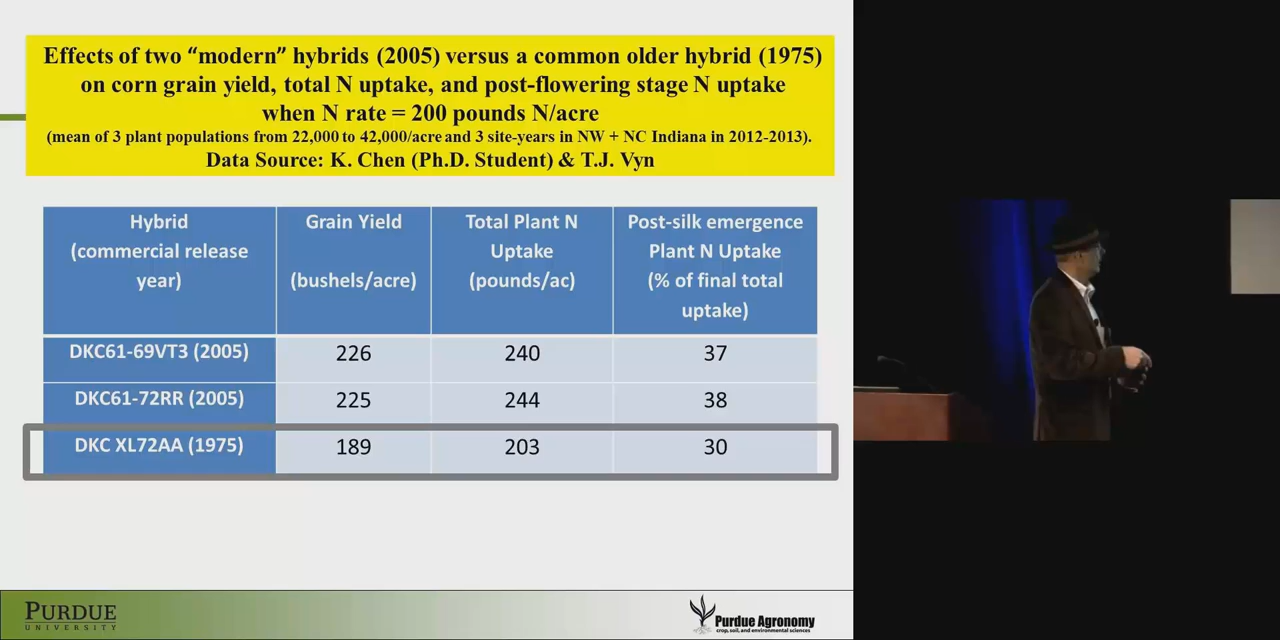 Effects of two “modern” hybrids (2005) versus a common older hybrid (1975)
on corn grain yield, total N uptake, and post-flowering stage N uptake
when N rate = 200 pounds N/acre
(mean of 3 plant populations from 22,000 to 42,000/acre and 3 site-years in NW + NC Indiana in 2012-2013).
Data Source: K. Chen (Ph.D. Student) & T.J. Vyn
Hybrid
(commercial release
year)
Grain Yield
(bushels/acre)
Total Plant N
Uptake
(pounds/ac)
Post-silk emergence
Plant N Uptake
(% of final total
uptake)
DKC61-69VT3 (2005) 226 240 37
DKC61-72RR (2005) 225 244 38
DKC XL72AA (1975) 189 203 30
PURDUE
UNIVERSITY
Purdue Agronomy
crop, soil, and environmental sciences